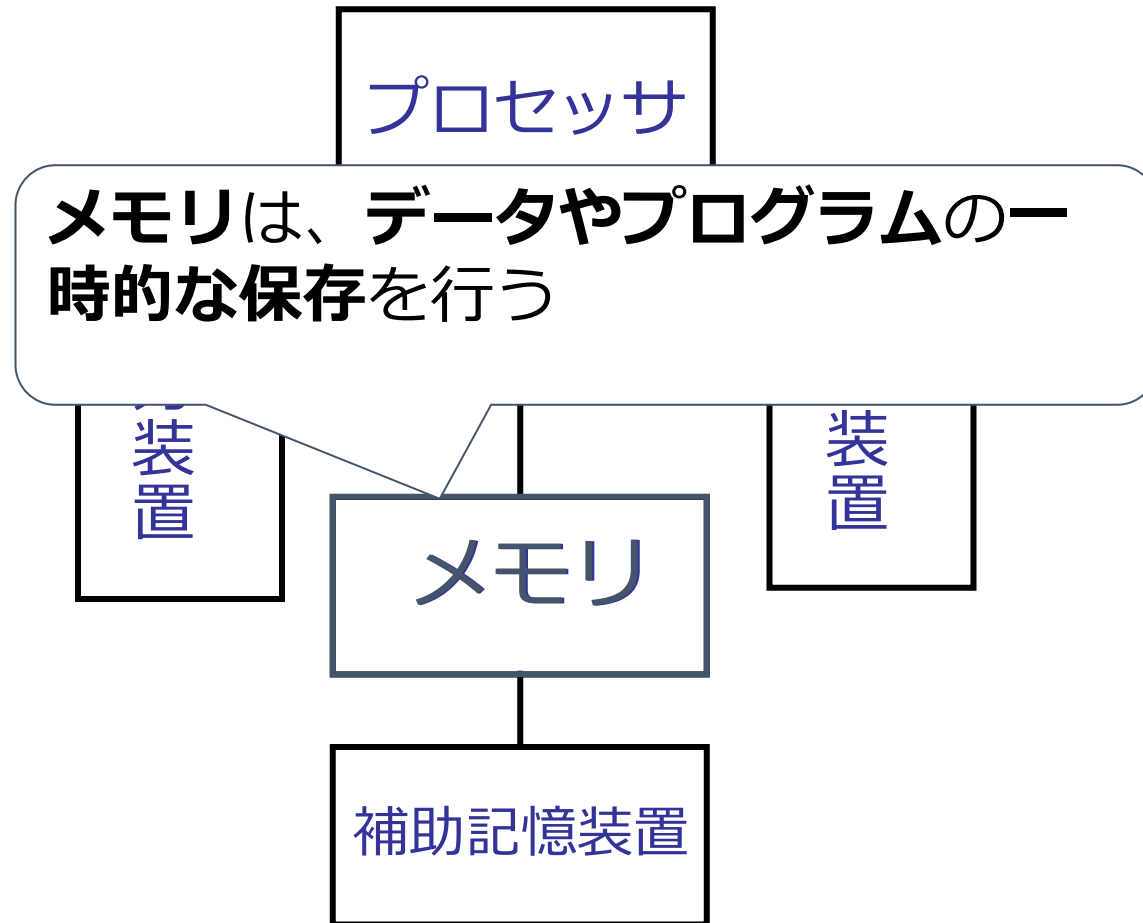 プロセッサ
メモリは、データやプログラムの一
時的な保存を行う
装
置
装
置
メモリ
補助記憶装置